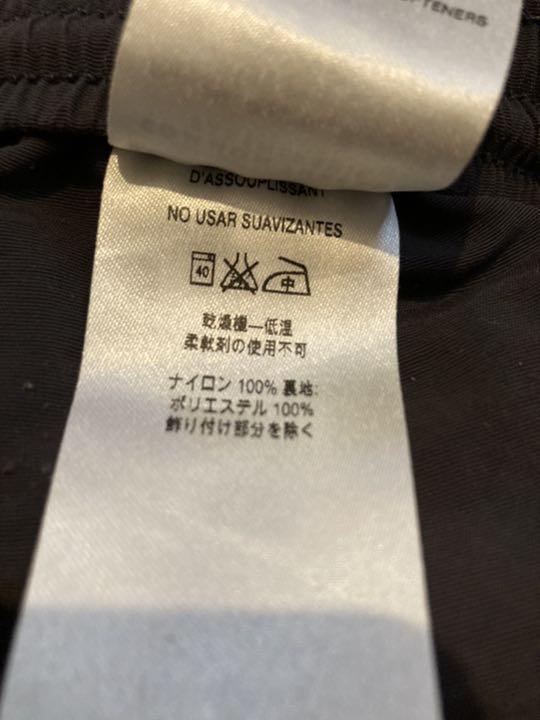 D'ASSOUPLISSANT
NO USAR SUAVIZANTES
40 中
乾燥機—低温
柔軟剤の使用不可
ナイロン 100% 裏地:
ポリエステル 100%
飾り付け部分を除く